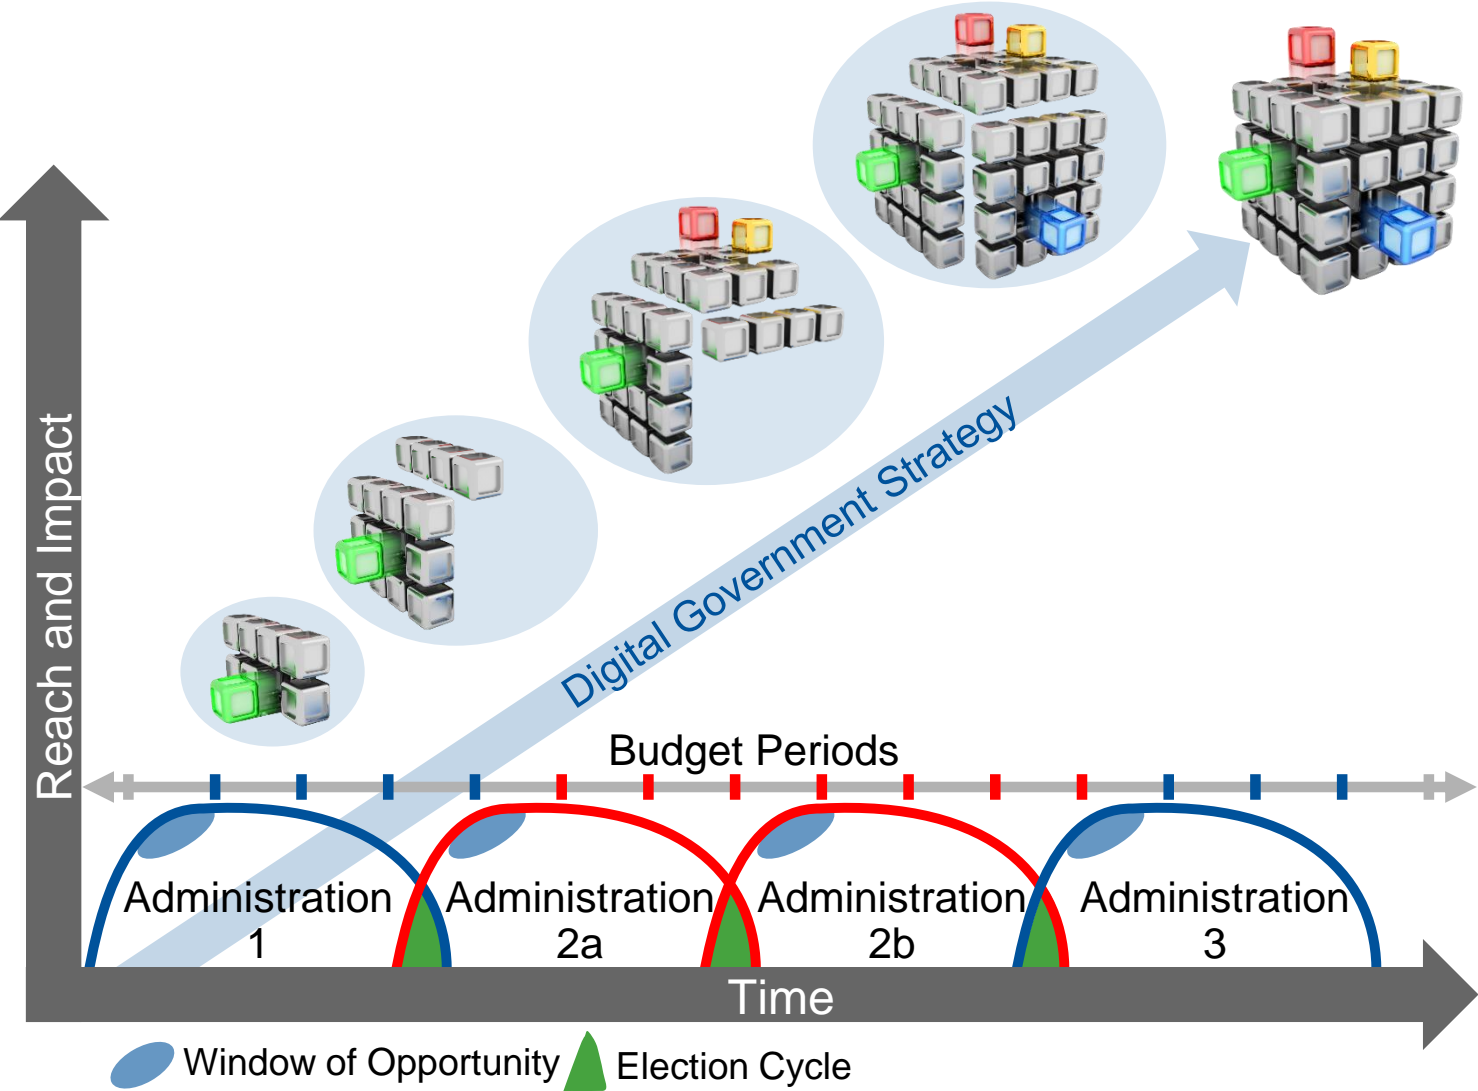 Reach and Impact
Digital Government Strategy
Budget Periods
Administration
1
Administration
2a
Administration
2b
Administration
3
Time
Window of Opportunity
Election Cycle